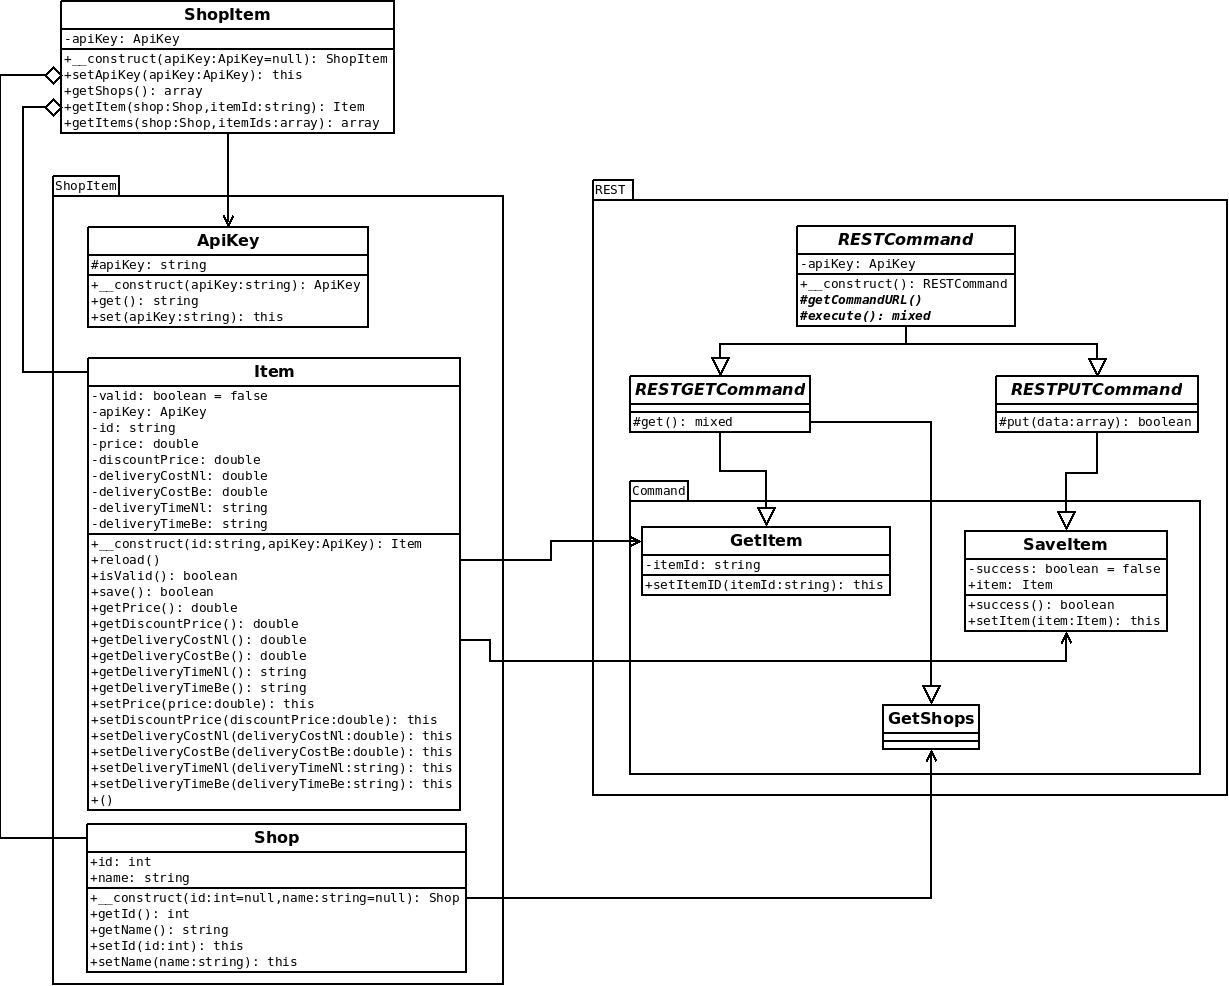 ShopItem
-apiKey: ApiKey
+__construct(apiKey:ApiKey=null): ShopItem
+setApiKey(apiKey:ApiKey): this
+getShops(): array
+getItem(shop:Shop,itemId:string): Item
+getItems(shop:Shop,itemIds:array): array
ShopItem
ApiKey
#apiKey: string
+__construct(apiKey:string): ApiKey
+get(): string
+set(apiKey:string): this
Item
-valid: boolean = false
-apiKey: ApiKey
-id: string
-price: double
-discountPrice: double
-deliveryCostNl: double
-deliveryCostBe: double
-deliveryTimeNl: string
-deliveryTimeBe: string
+__construct(id:string,apiKey:ApiKey): Item
+reload()
+isValid(): boolean
+save(): boolean
+getPrice(): double
+getDiscountPrice(): double
+getDeliveryCostNl(): double
+getDeliveryCostBe(): double
+getDeliveryTimeNl(): string
+getDeliveryTimeBe(): string
+setPrice(price:double): this
+setDiscountPrice(discountPrice:double): this
+setDeliveryCostNl(deliveryCostNl:double): this
+setDeliveryCostBe(deliveryCostBe:double): this
+setDeliveryTimeNl(deliveryTimeNl:string): this
+setDeliveryTimeBe(deliveryTimeBe:string): this
+()
Shop
+id: int
+name: string
+__construct(id:int=null,name:string=null): Shop
+getId(): int
+getName(): string
+setId(id:int): this
+setName(name:string): this
REST
RESTCommand
-apiKey: ApiKey
+__construct(): RESTCommand
#getCommandURL()
#execute(): mixed
RESTGETCommand
#get(): mixed
RESTPUTCommand
#put(data:array): boolean
Command
GetItem
-itemId: string
+setItemID(itemId:string): this
SaveItem
-success: boolean = false
+item: Item
+success(): boolean
+setItem(item:Item): this
GetShops